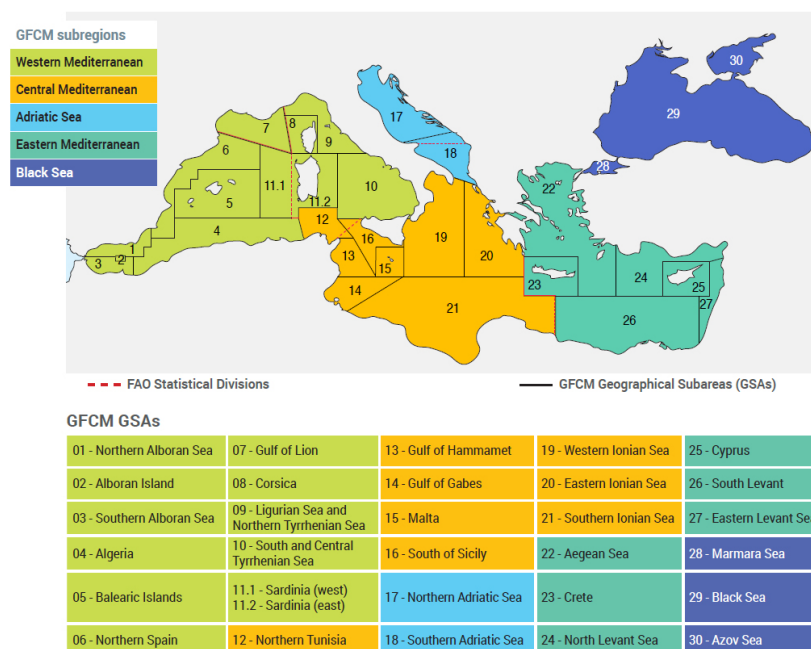 GFCM subregions
Western Mediterranean
Central Mediterranean
Adriatic Sea
Eastern Mediterranean
Black Sea
30
29
28
17
18
22
7
8
9
6
11.1
11.2
10
5
4
12
16
19
20
13
15
14
21
1
2
3
23
24
25
27
26
FAO Statistical Divisions
GFCM Geographical Subareas (GSAs)
GFCM GSAs
01 - Northern Alboran Sea
07 - Gulf of Lion
13 - Gulf of Hammamet
19 - Western Ionian Sea
25 - Cyprus
02 - Alboran Island
08 - Corsica
14 - Gulf of Gabes
20 - Eastern Ionian Sea
26 - South Levant
03 - Southern Alboran Sea
09 - Ligurian Sea and
Northern Tyrrhenian Sea
15 - Malta
21 - Southern Ionian Sea
27 - Eastern Levant Sea
04 - Algeria
10 - South and Central
Tyrrhenian Sea
16 - South of Sicily
22 - Aegean Sea
28 - Marmara Sea
05 - Balearic Islands
11.1 - Sardinia (west)
11.2 - Sardinia (east)
17 - Northern Adriatic Sea
23 - Crete
29 - Black Sea
06 - Northern Spain
12 - Northern Tunisia
18 - Southern Adriatic Sea
24 - North Levant Sea
30 - Azov Sea